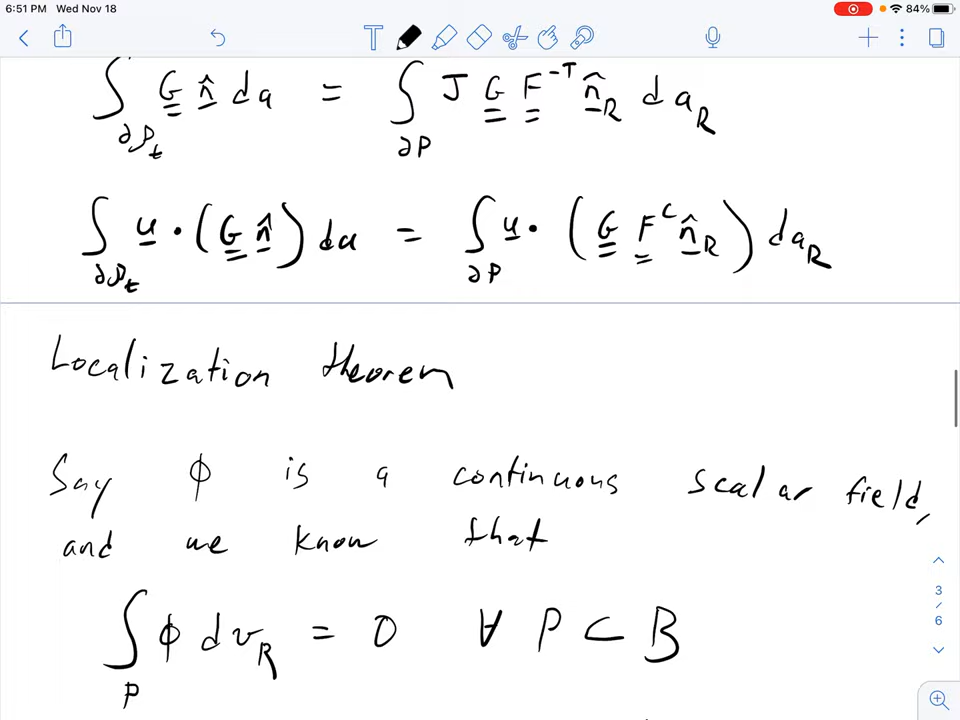 6:51 PM Wed Nov 18 84%
∫_{∂𝒫_t} G n̂ da = ∫_{∂P} J G F^{-T} n̂_R da_R
∫_{∂𝒫_t} u · (G n̂) da = ∫_{∂P} u · (G F^C n̂_R) da_R
Localization theorem
Say ϕ is a continuous scalar field,
and we know that
∫_P ϕ dv_R = 0 ∀ P ⊂ B
3
/
6